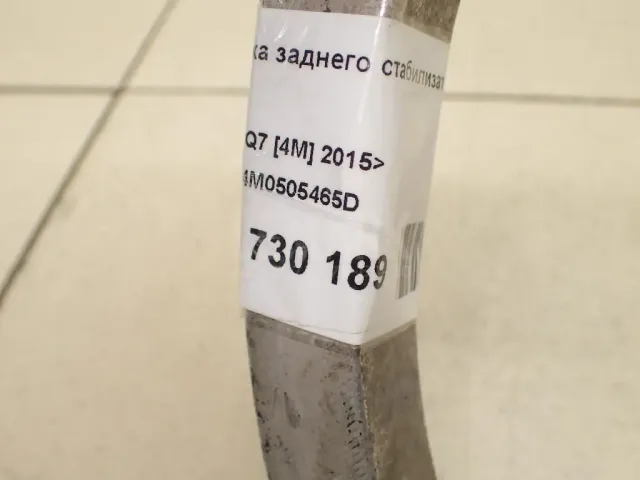 ка заднего стабилизат
Q7 [4M] 2015>
4M0505465D
730 189